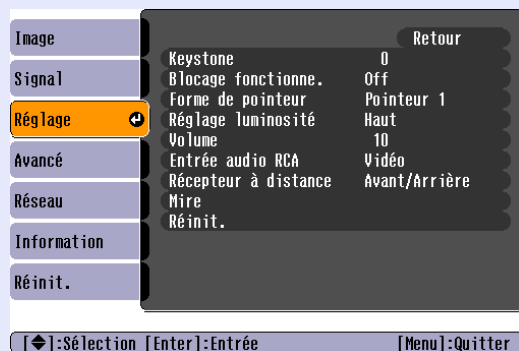 Image
Signal
Réglage
Avancé
Réseau
Information
Réinit.
Retour
Keystone 0
Blocage fonctionne. Off
Forme de pointeur Pointeur 1
Réglage luminosité Haut
Volume 10
Entrée audio RCA Vidéo
Récepteur à distance Avant/Arrière
Mire
Réinit.
[◆]:Sélection [Enter]:Entrée [Menu]:Quitter